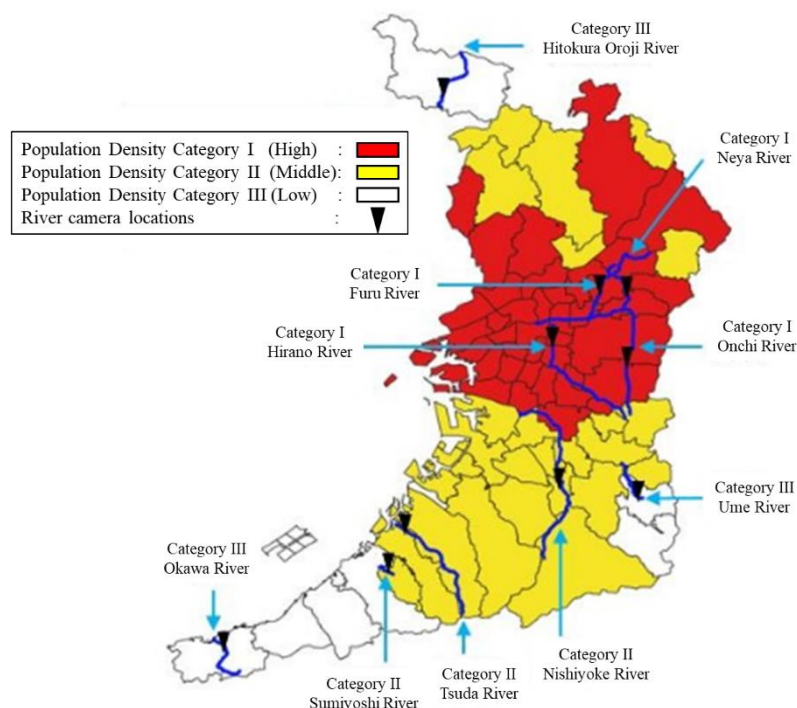 Category III
Hitokura Oroji River
Population Density Category I (High) :
Population Density Category II (Middle):
Population Density Category III (Low) :
River camera locations :
Category I
Neya River
Category I
Furu River
Category I
Hirano River
Category I
Onchi River
Category III
Ume River
Category III
Okawa River
Category II
Sumiyoshi River
Category II
Tsuda River
Category II
Nishiyoke River